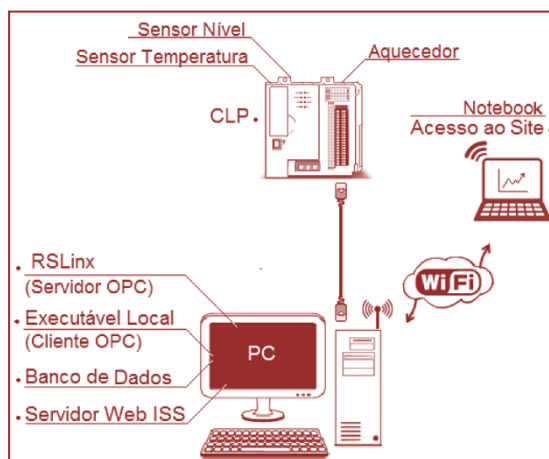 Sensor Nível
Sensor Temperatura
Aquecedor
CLP
Notebook
Acesso ao Site
WiFi
RSLinx
(Servidor OPC)
Executável Local
(Cliente OPC)
Banco de Dados
Servidor Web ISS
PC